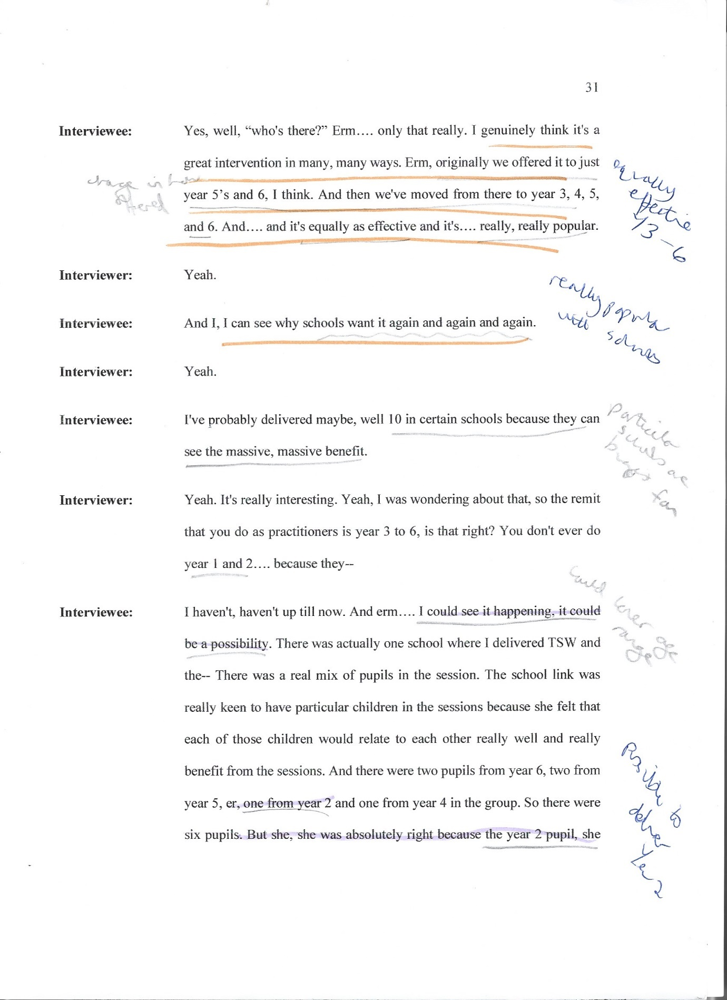 31
Interviewee: Yes, well, “who's there?” Erm.... only that really. I genuinely think it's a
great intervention in many, many ways. Erm, originally we offered it to just
change in how
offered
year 5’s and 6, I think. And then we've moved from there to year 3, 4, 5,
and 6. And.... and it's equally as effective and it's.... really, really popular.
equally
effective
Y3-6
Interviewer: Yeah.
really popular
with schools
Interviewee: And I, I can see why schools want it again and again and again.
Interviewer: Yeah.
Interviewee: I've probably delivered maybe, well 10 in certain schools because they can
see the massive, massive benefit.
particular
schools are
fan
Interviewer: Yeah. It's really interesting. Yeah, I was wondering about that, so the remit
that you do as practitioners is year 3 to 6, is that right? You don't ever do
year 1 and 2.... because they--
could lower age
range
Interviewee: I haven't, haven't up till now. And erm.... I could see it happening, it could
be a possibility. There was actually one school where I delivered TSW and
the-- There was a real mix of pupils in the session. The school link was
really keen to have particular children in the sessions because she felt that
each of those children would relate to each other really well and really
benefit from the sessions. And there were two pupils from year 6, two from
year 5, er, one from year 2 and one from year 4 in the group. So there were
six pupils. But she, she was absolutely right because the year 2 pupil, she
Possible to
deliver
Year 2